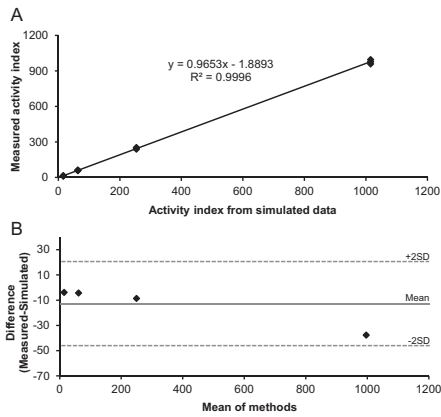 A
1200
900
600
300
0
Measured activity index
y = 0.9653x - 1.8893
R² = 0.9996
0 200 400 600 800 1000 1200
Activity index from simulated data
B
30
10
-10
-30
-50
-70
Difference
(Measured-Simulated)
+2SD
Mean
-2SD
0 200 400 600 800 1000 1200
Mean of methods